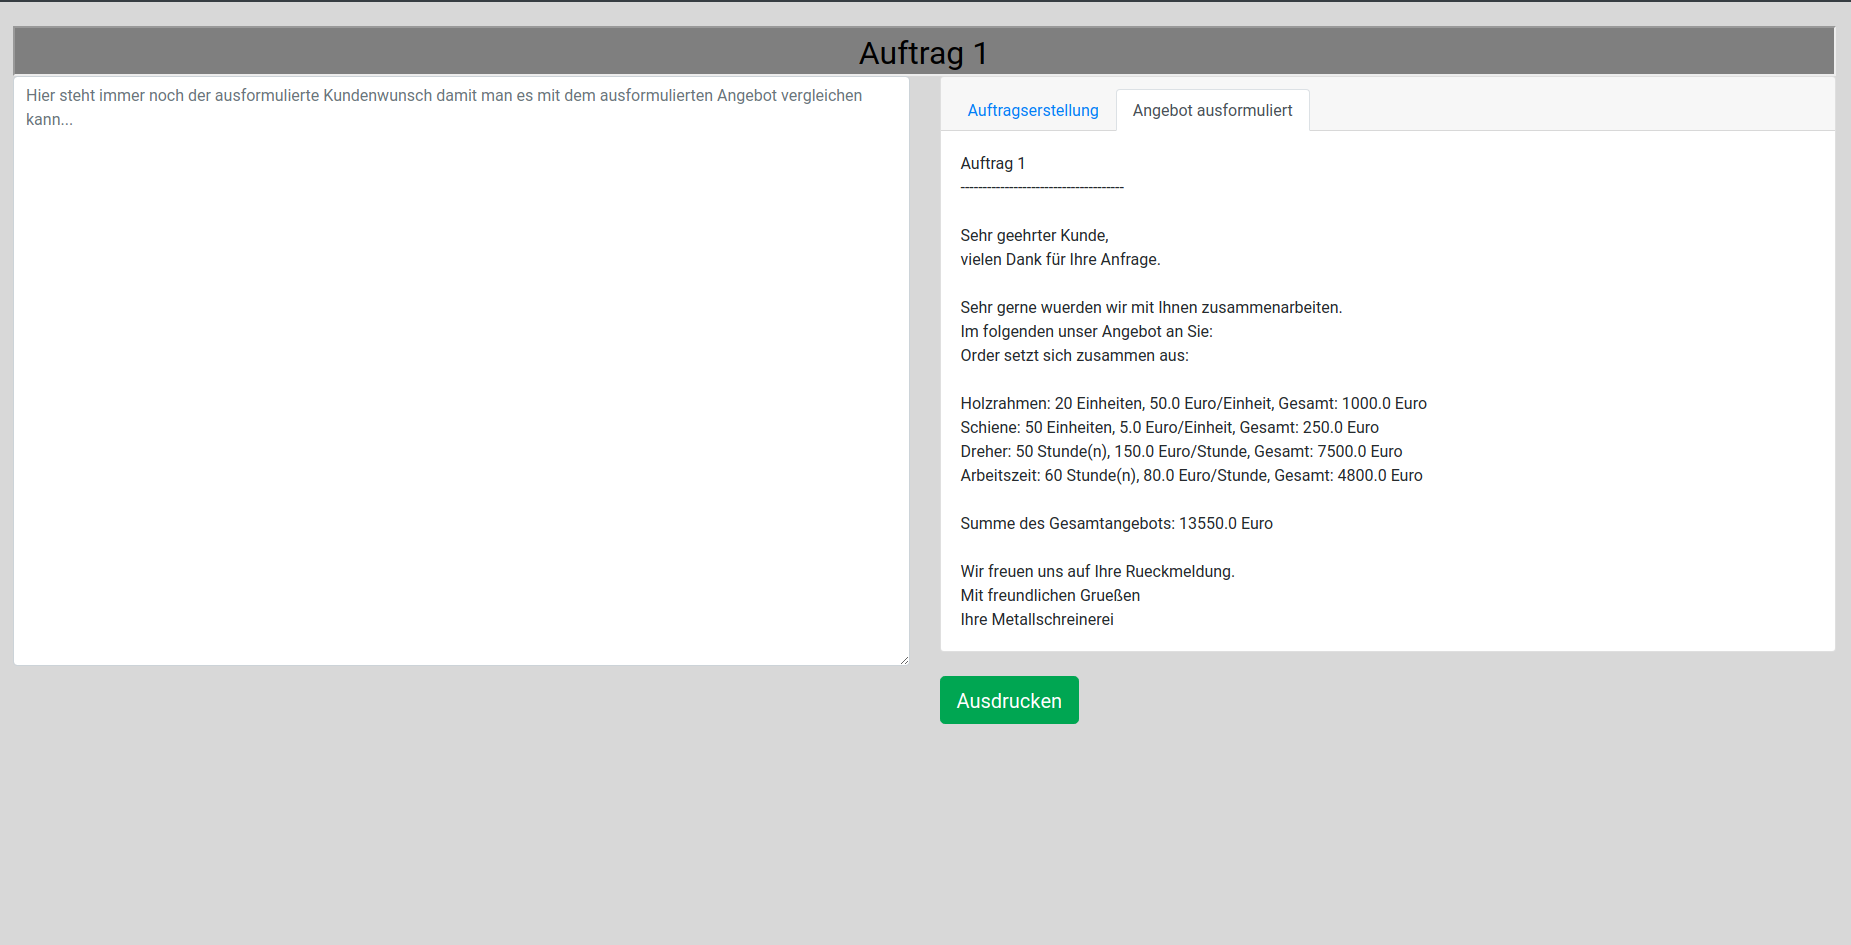 Auftrag 1
Hier steht immer noch der ausformulierte Kundenwunsch damit man es mit dem ausformulierten Angebot vergleichen
kann...
Auftragserstellung
Angebot ausformuliert
Auftrag 1
-------------------------------------
Sehr geehrter Kunde,
vielen Dank für Ihre Anfrage.
Sehr gerne wuerden wir mit Ihnen zusammenarbeiten.
Im folgenden unser Angebot an Sie:
Order setzt sich zusammen aus:
Holzrahmen: 20 Einheiten, 50.0 Euro/Einheit, Gesamt: 1000.0 Euro
Schiene: 50 Einheiten, 5.0 Euro/Einheit, Gesamt: 250.0 Euro
Dreher: 50 Stunde(n), 150.0 Euro/Stunde, Gesamt: 7500.0 Euro
Arbeitszeit: 60 Stunde(n), 80.0 Euro/Stunde, Gesamt: 4800.0 Euro
Summe des Gesamtangebots: 13550.0 Euro
Wir freuen uns auf Ihre Rueckmeldung.
Mit freundlichen Grueßen
Ihre Metallschreinerei
Ausdrucken